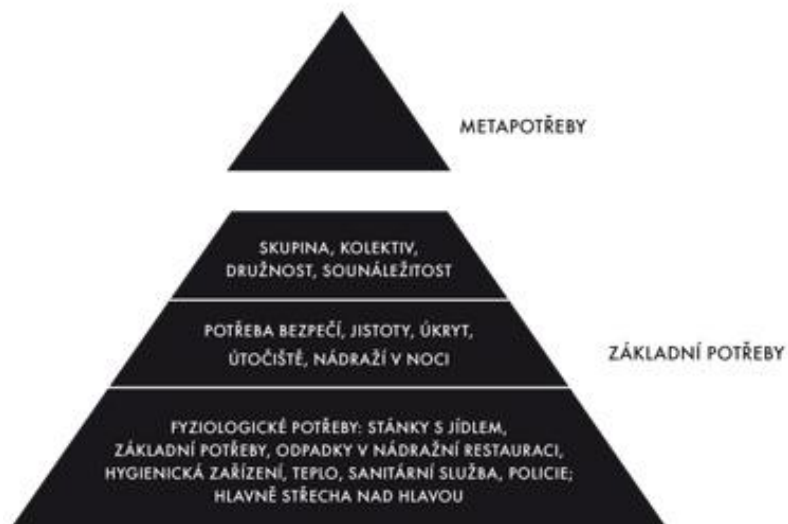 METAPOTŘEBY
SKUPINA, KOLEKTIV,
DRUŽNOST, SOUNÁLEŽITOST
POTŘEBA BEZPEČÍ, JISTOTY, ÚKRYT,
ÚTOČIŠTĚ, NÁDRAŽÍ V NOCI
ZÁKLADNÍ POTŘEBY
FYZIOLOGICKÉ POTŘEBY: STÁNKY S JÍDLEM,
ZÁKLADNÍ POTŘEBY, ODPADKY V NÁDRAŽNÍ RESTAURACI,
HYGIENICKÁ ZAŘÍZENÍ, TEPLO, SANITÁRNÍ SLUŽBA, POLICIE;
HLAVNĚ STŘECHA NAD HLAVOU